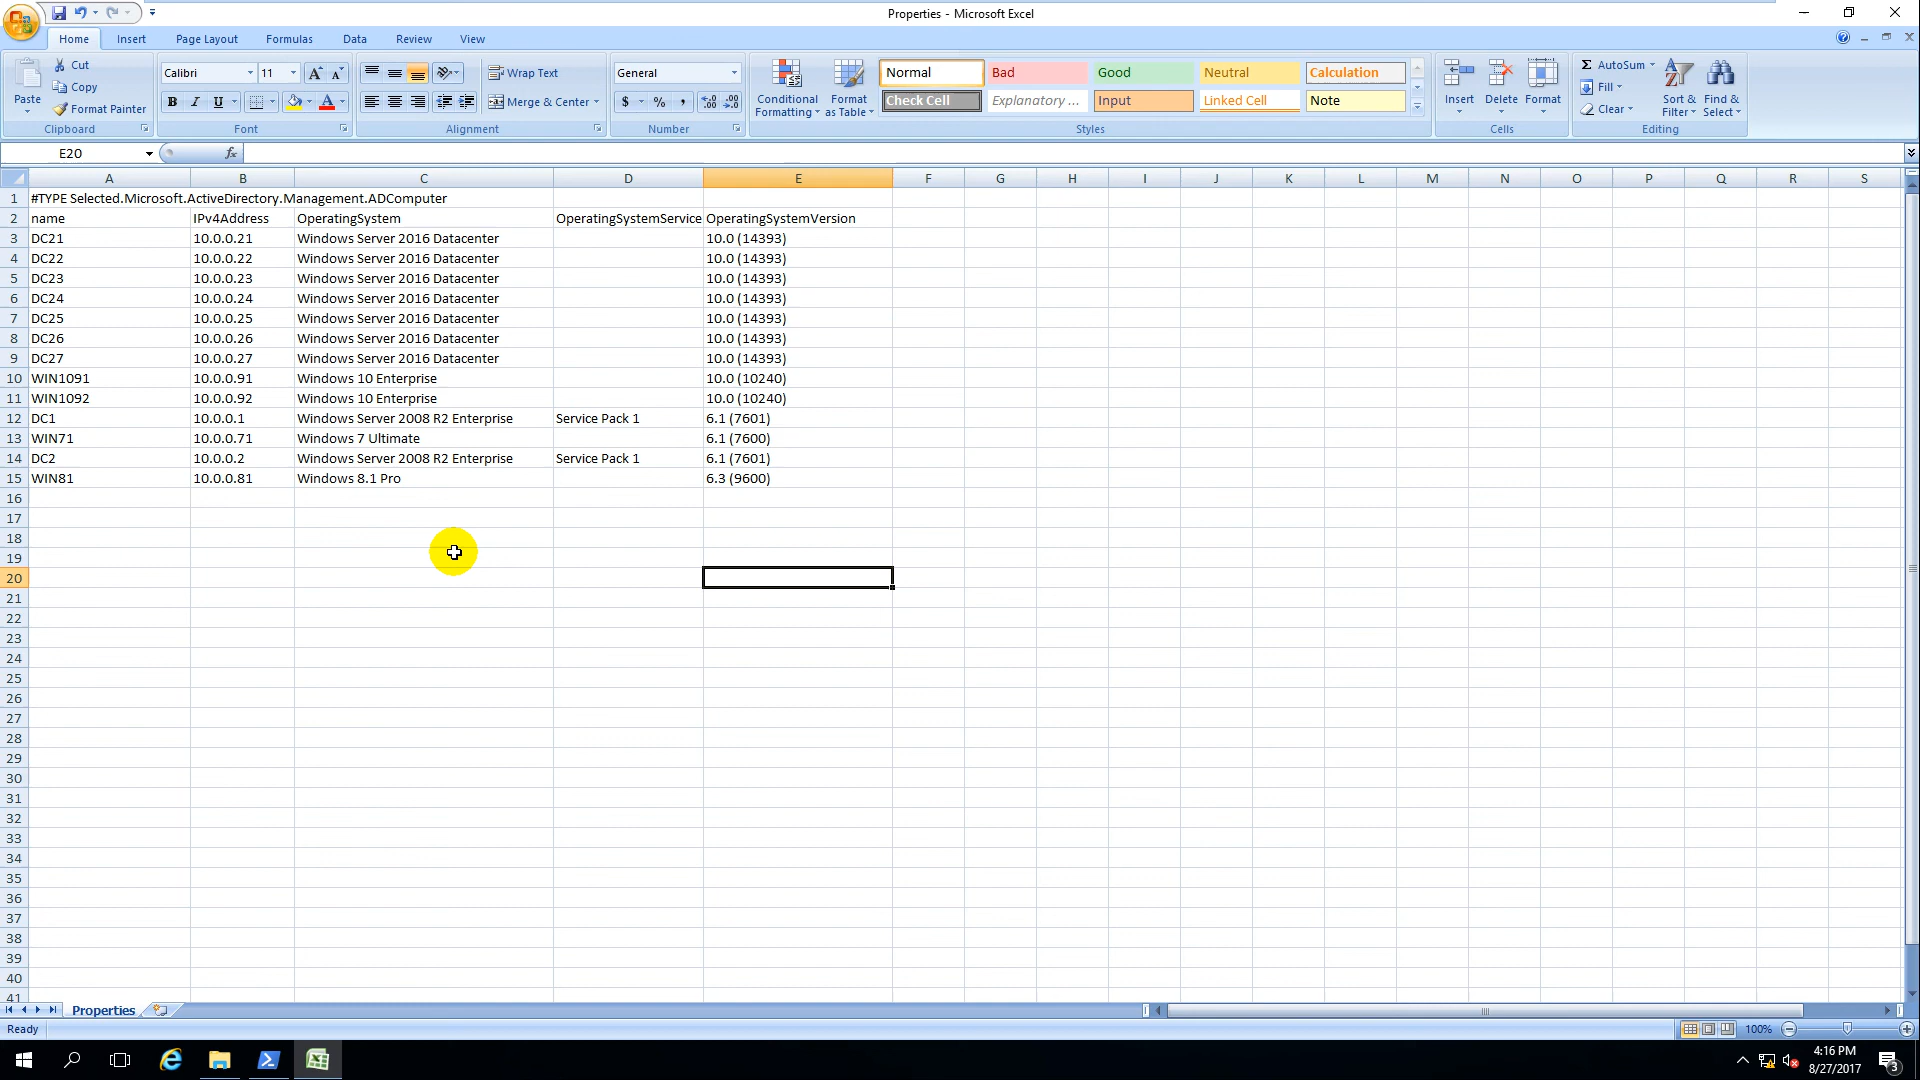 Properties - Microsoft Excel
Home Insert Page Layout Formulas Data Review View
Paste
Cut
Copy
Format Painter
Clipboard
Calibri 11 A A
B I U A
Font
Wrap Text
Merge & Center
Alignment
General
$ % , .00 .0
Number
Conditional Formatting
Format as Table
Normal Bad Good Neutral Calculation
Check Cell Explanatory ... Input Linked Cell Note
Styles
Insert Delete Format
Cells
Σ AutoSum
Fill
Clear
Sort & Filter
Find & Select
Editing
E20 fx
A B C D E F G H I J K L M N O P Q R S
1 #TYPE Selected.Microsoft.ActiveDirectory.Management.ADComputer
2 name IPv4Address OperatingSystem OperatingSystemService OperatingSystemVersion
3 DC21 10.0.0.21 Windows Server 2016 Datacenter 10.0 (14393)
4 DC22 10.0.0.22 Windows Server 2016 Datacenter 10.0 (14393)
5 DC23 10.0.0.23 Windows Server 2016 Datacenter 10.0 (14393)
6 DC24 10.0.0.24 Windows Server 2016 Datacenter 10.0 (14393)
7 DC25 10.0.0.25 Windows Server 2016 Datacenter 10.0 (14393)
8 DC26 10.0.0.26 Windows Server 2016 Datacenter 10.0 (14393)
9 DC27 10.0.0.27 Windows Server 2016 Datacenter 10.0 (14393)
10 WIN1091 10.0.0.91 Windows 10 Enterprise 10.0 (10240)
11 WIN1092 10.0.0.92 Windows 10 Enterprise 10.0 (10240)
12 DC1 10.0.0.1 Windows Server 2008 R2 Enterprise Service Pack 1 6.1 (7601)
13 WIN71 10.0.0.71 Windows 7 Ultimate 6.1 (7600)
14 DC2 10.0.0.2 Windows Server 2008 R2 Enterprise Service Pack 1 6.1 (7601)
15 WIN81 10.0.0.81 Windows 8.1 Pro 6.3 (9600)
16
17
18
19
20
21
22
23
24
25
26
27
28
29
30
31
32
33
34
35
36
37
38
39
40
41
Properties
Ready 100%
4:16 PM
8/27/2017
3